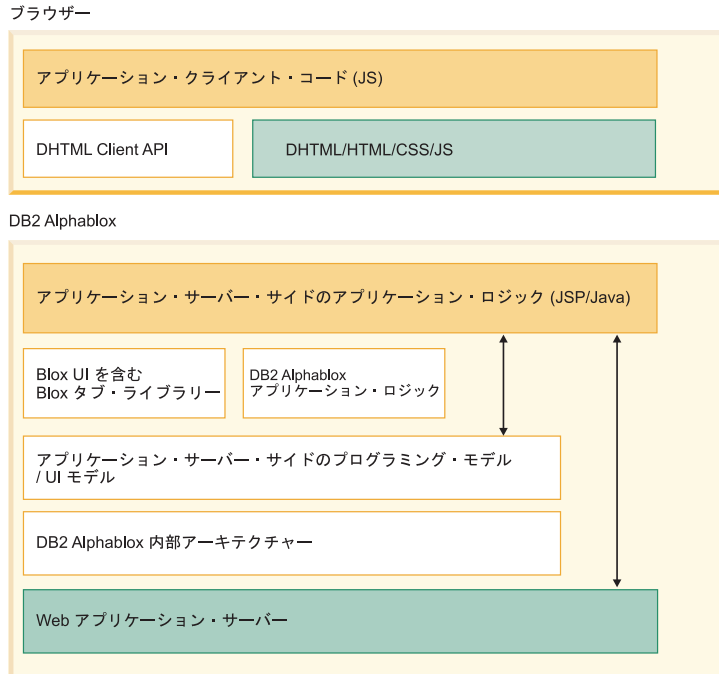 ブラウザー
アプリケーション・クライアント・コード (JS)
DHTML Client API
DHTML/HTML/CSS/JS
DB2 Alphablox
アプリケーション・サーバー・サイドのアプリケーション・ロジック (JSP/Java)
Blox UI を含む
Blox タブ・ライブラリー
DB2 Alphablox
アプリケーション・ロジック
アプリケーション・サーバー・サイドのプログラミング・モデル
/ UI モデル
DB2 Alphablox 内部アーキテクチャー
Web アプリケーション・サーバー